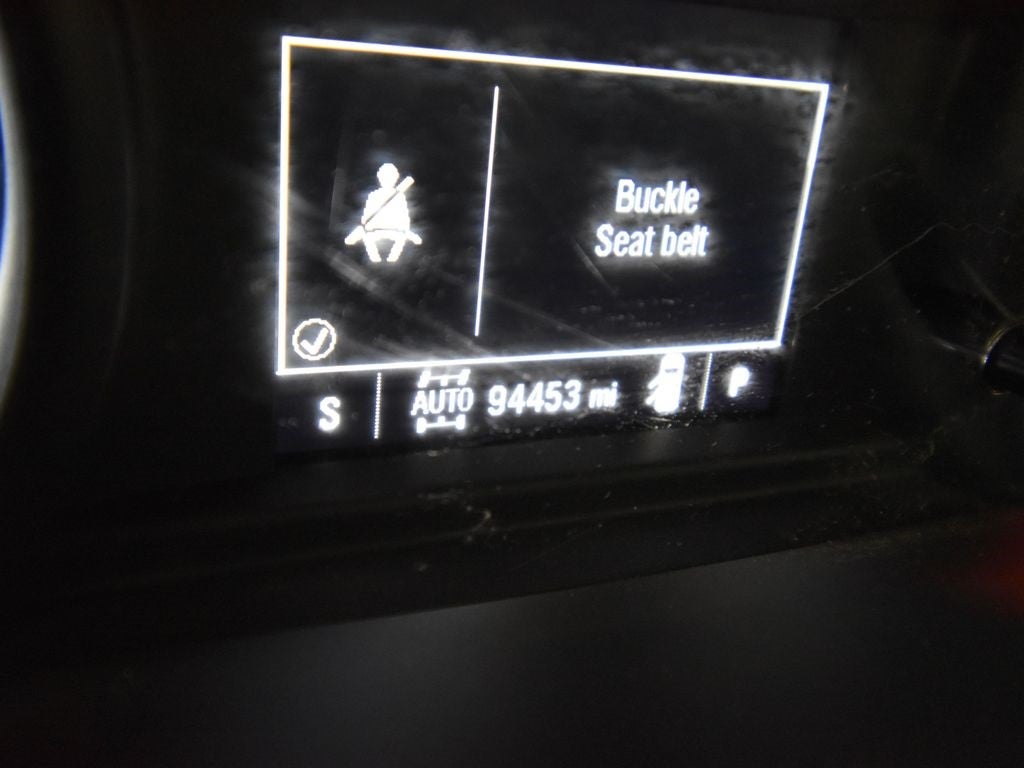 Buckle
Seat belt
S
AUTO
94453 mi
P